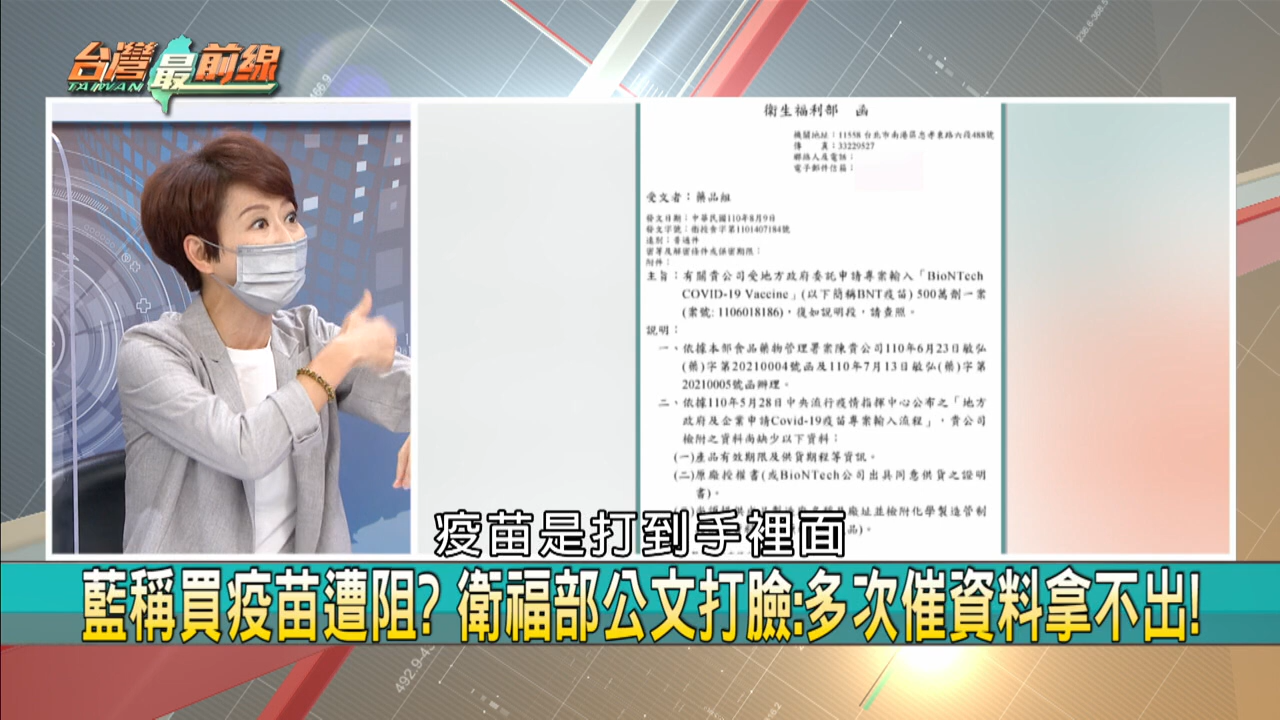 台灣最前線
TAIWAN
衛生福利部 函
機關地址：11558 台北市南港區忠孝東路六段488號
傳 真：33229527
聯絡人及電話：
電子郵件信箱：
受文者：藥品組
發文日期：中華民國110年8月9日
發文字號：衛授食字第1101407184號
速別：普通件
密等及解密條件或保密期限：
附件：
主旨：有關貴公司受地方政府委託申請專案輸入「BioNTech
COVID-19 Vaccine」(以下簡稱BNT疫苗) 500萬劑一案
(案號: 1106018186)，復如說明段，請查照。
說明：
一、依據本部食品藥物管理署案陳貴公司110年6月23日敏弘
(藥)字第20210004號函及110年7月13日敏弘(藥)字第
20210005號函辦理。
二、依據110年5月28日中央流行疫情指揮中心公布之「地方
政府及企業申請Covid-19疫苗專案輸入流程」，貴公司
檢附之資料尚缺少以下資料：
(一)產品有效期限及供貨期程等資訊。
(二)原廠授權書(或BioNTech公司出具同意供貨之證明
書)。
廠址並檢附化學製造管制
品)。
疫苗是打到手裡面
藍稱買疫苗遭阻? 衛福部公文打臉:多次催資料拿不出!